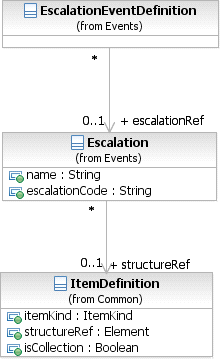 EscalationEventDefinition
(from Events)
*
0..1
+ escalationRef
Escalation
(from Events)
name : String
escalationCode : String
*
0..1
+ structureRef
ItemDefinition
(from Common)
itemKind : ItemKind
structureRef : Element
isCollection : Boolean